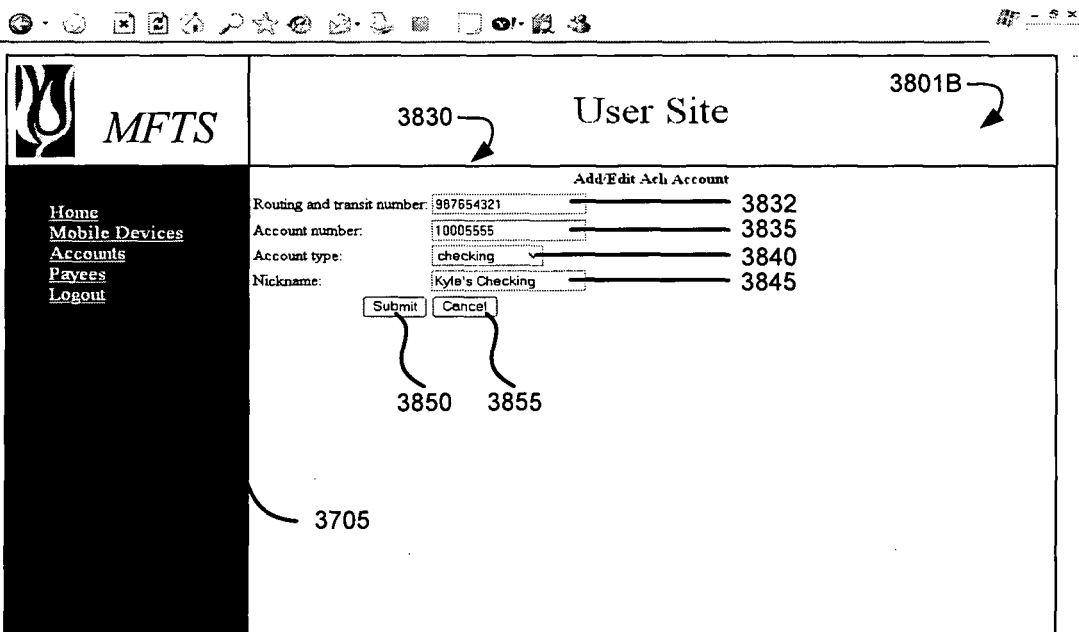 MFTS
User Site
3801B
3830
Home
Mobile Devices
Accounts
Payees
Logout
Add/Edit Ach Account
Routing and transit number: 987654321 3832
Account number: 10005555 3835
Account type: checking 3840
Nickname: Kyle's Checking 3845
Submit Cancel
3850 3855
3705